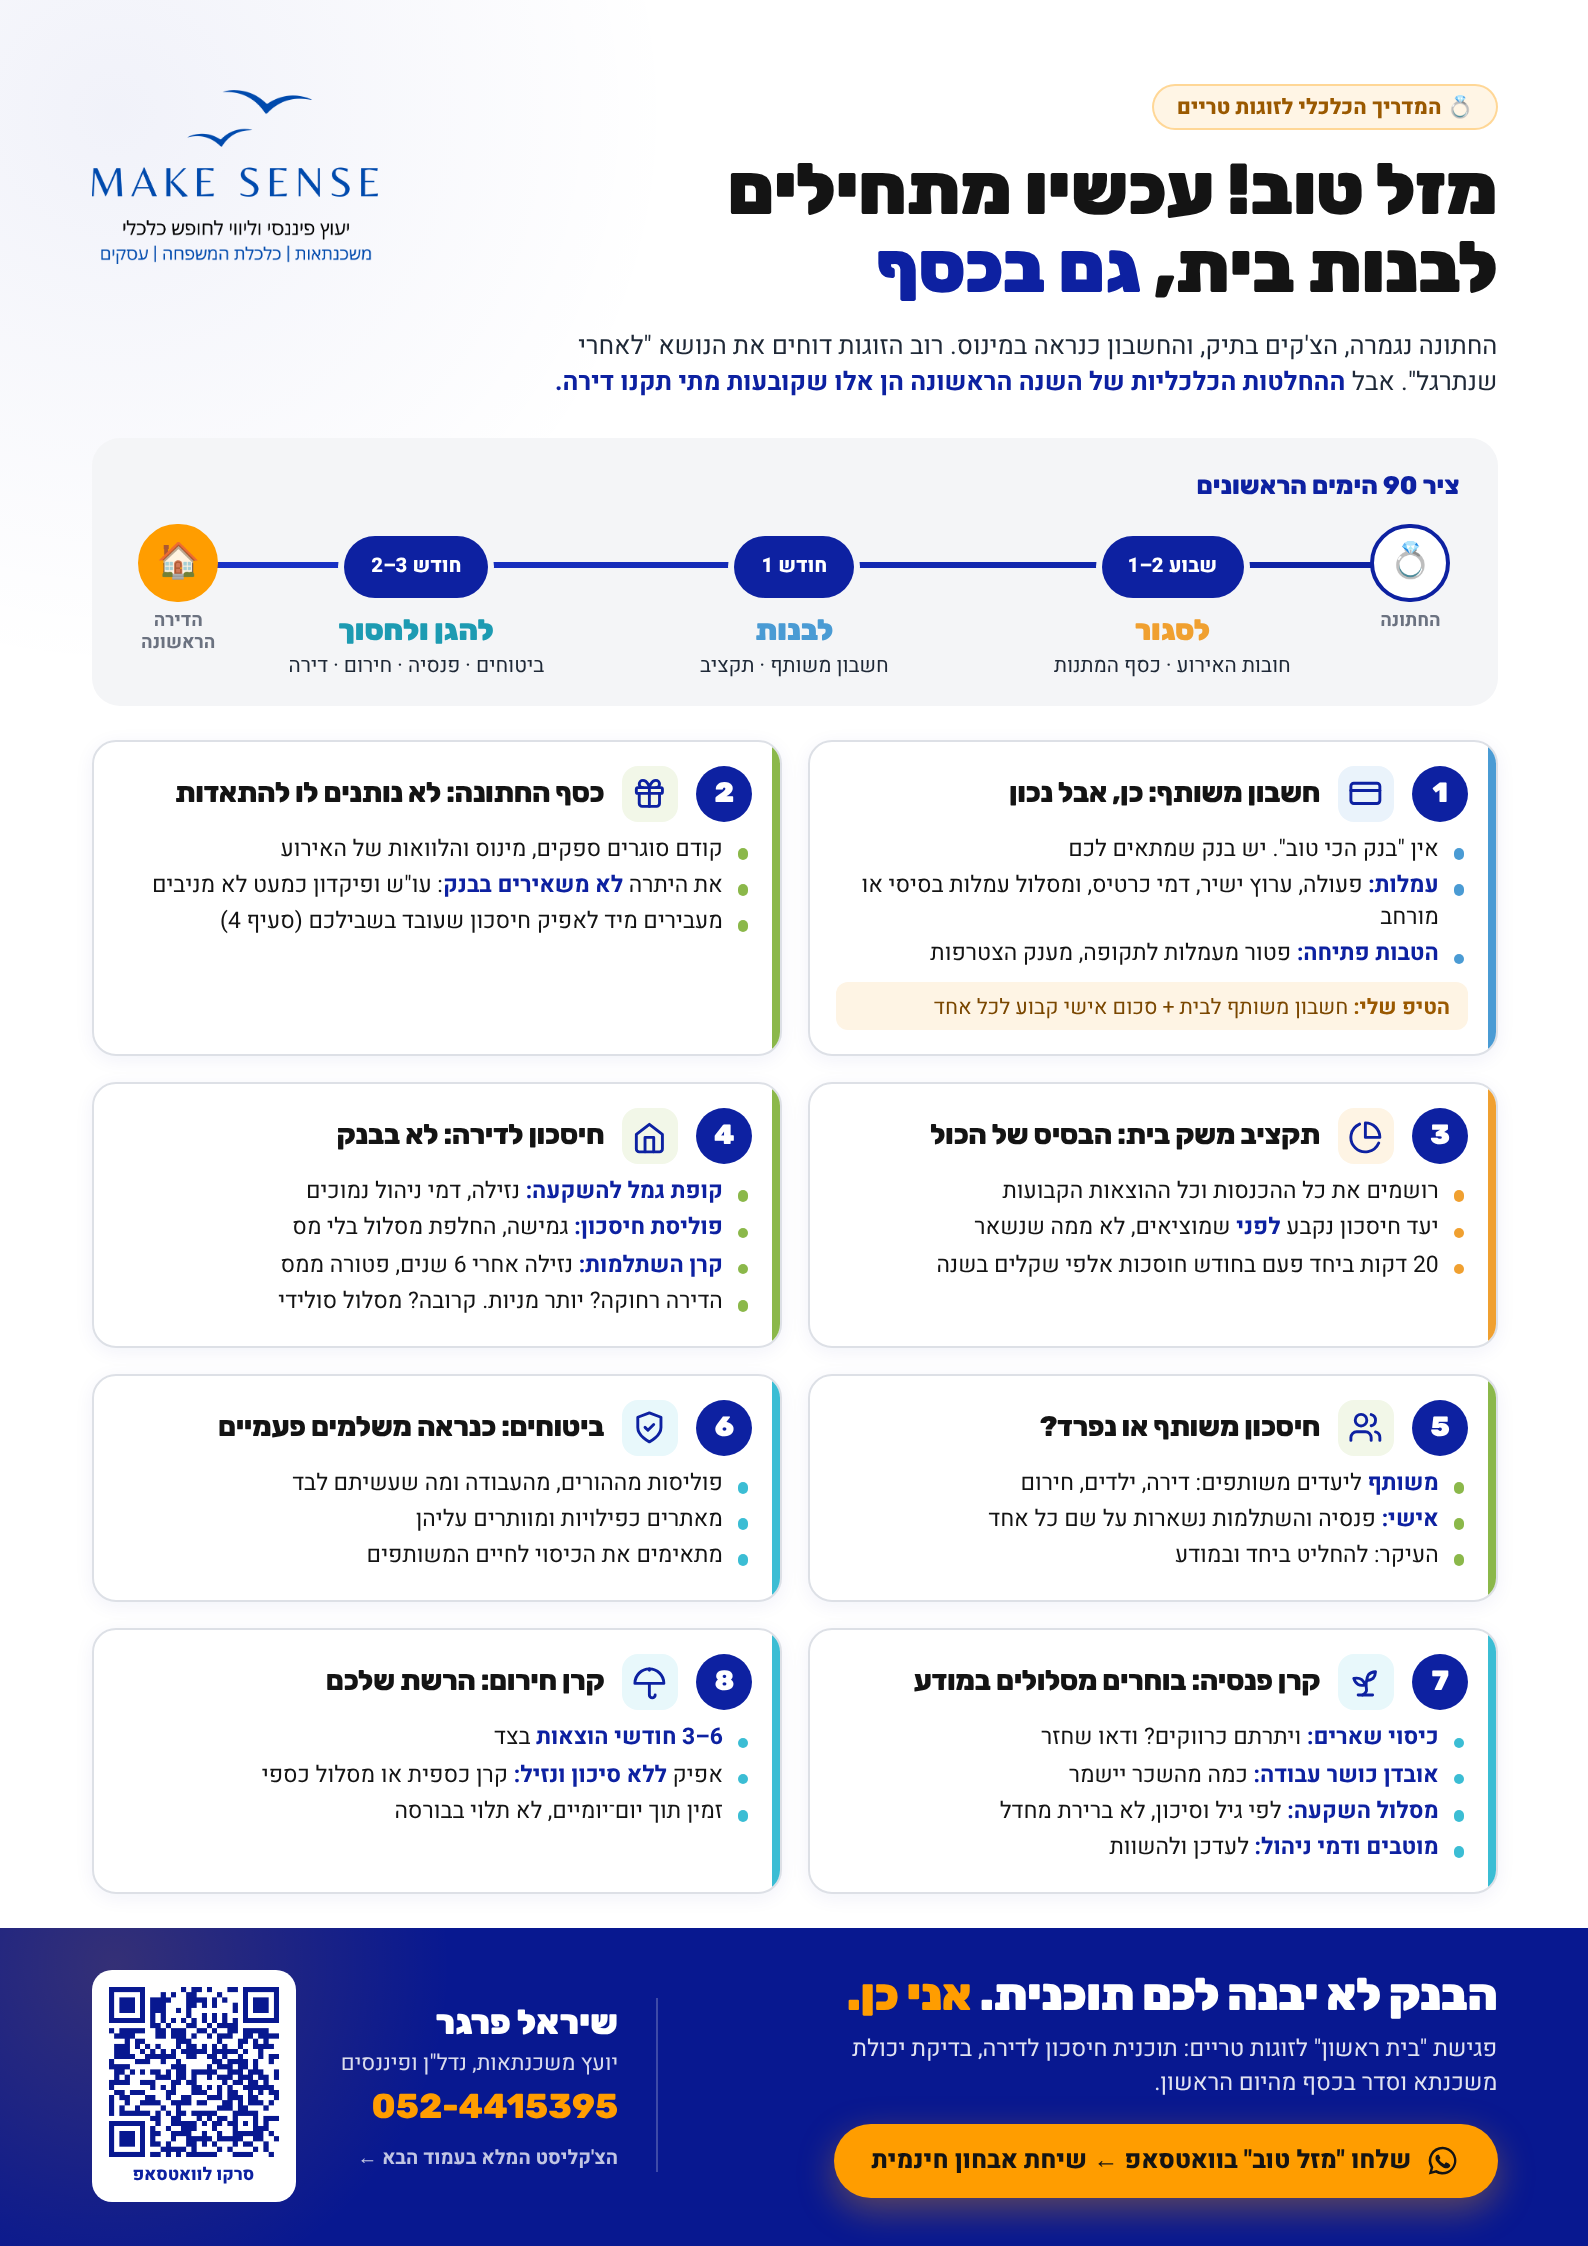 💍 המדריך הכלכלי לזוגות טריים
מזל טוב! עכשיו מתחילים
לבנות בית, גם בכסף
החתונה נגמרה, הצ'קים בתיק, והחשבון כנראה במינוס. רוב הזוגות דוחים את הנושא "לאחרי
שנתרגל". אבל ההחלטות הכלכליות של השנה הראשונה הן אלו שקובעות מתי תקנו דירה.
MAKE SENSE
יעוץ פיננסי וליווי לחופש כלכלי
משכנתאות | כלכלת המשפחה | עסקים
ציר 90 הימים הראשונים
החתונה
שבוע 1–2
לסגור
חובות האירוע · כסף המתנות
חודש 1
לבנות
חשבון משותף · תקציב
חודש 2–3
להגן ולחסוך
ביטוחים · פנסיה · חירום · דירה
הדירה
הראשונה
1 חשבון משותף: כן, אבל נכון
אין "בנק הכי טוב". יש בנק שמתאים לכם
עמלות: פעולה, ערוץ ישיר, דמי כרטיס, ומסלול עמלות בסיסי או
מורחב
הטבות פתיחה: פטור מעמלות לתקופה, מענק הצטרפות
הטיפ שלי: חשבון משותף לבית + סכום אישי קבוע לכל אחד
2 כסף החתונה: לא נותנים לו להתאדות
קודם סוגרים ספקים, מינוס והלוואות של האירוע
את היתרה לא משאירים בבנק: עו"ש ופיקדון כמעט לא מניבים
מעבירים מיד לאפיק חיסכון שעובד בשבילכם (סעיף 4)
3 תקציב משק בית: הבסיס של הכול
רושמים את כל ההכנסות וכל ההוצאות הקבועות
יעד חיסכון נקבע לפני שמוציאים, לא ממה שנשאר
20 דקות ביחד פעם בחודש חוסכות אלפי שקלים בשנה
4 חיסכון לדירה: לא בבנק
קופת גמל להשקעה: נזילה, דמי ניהול נמוכים
פוליסת חיסכון: גמישה, החלפת מסלול בלי מס
קרן השתלמות: נזילה אחרי 6 שנים, פטורה ממס
הדירה רחוקה? יותר מניות. קרובה? מסלול סולידי
5 חיסכון משותף או נפרד?
משותף ליעדים משותפים: דירה, ילדים, חירום
אישי: פנסיה והשתלמות נשארות על שם כל אחד
העיקר: להחליט ביחד ובמודע
6 ביטוחים: כנראה משלמים פעמיים
פוליסות מההורים, מהעבודה ומה שעשיתם לבד
מאתרים כפילויות ומוותרים עליהן
מתאימים את הכיסוי לחיים המשותפים
7 קרן פנסיה: בוחרים מסלולים במודע
כיסוי שארים: ויתרתם כרווקים? ודאו שחזר
אובדן כושר עבודה: כמה מהשכר יישמר
מסלול השקעה: לפי גיל וסיכון, לא ברירת מחדל
מוטבים ודמי ניהול: לעדכן ולהשוות
8 קרן חירום: הרשת שלכם
3–6 חודשי הוצאות בצד
אפיק ללא סיכון ונזיל: קרן כספית או מסלול כספי
זמין תוך יום־יומיים, לא תלוי בבורסה
הבנק לא יבנה לכם תוכנית. אני כן.
פגישת "בית ראשון" לזוגות טריים: תוכנית חיסכון לדירה, בדיקת יכולת
משכנתא וסדר בכסף מהיום הראשון.
שלחו "מזל טוב" בוואטסאפ ← שיחת אבחון חינמית
שיראל פרגר
יועץ משכנתאות, נדל"ן ופיננסים
052-4415395
הצ'קליסט המלא בעמוד הבא ←
סרקו לוואטסאפ